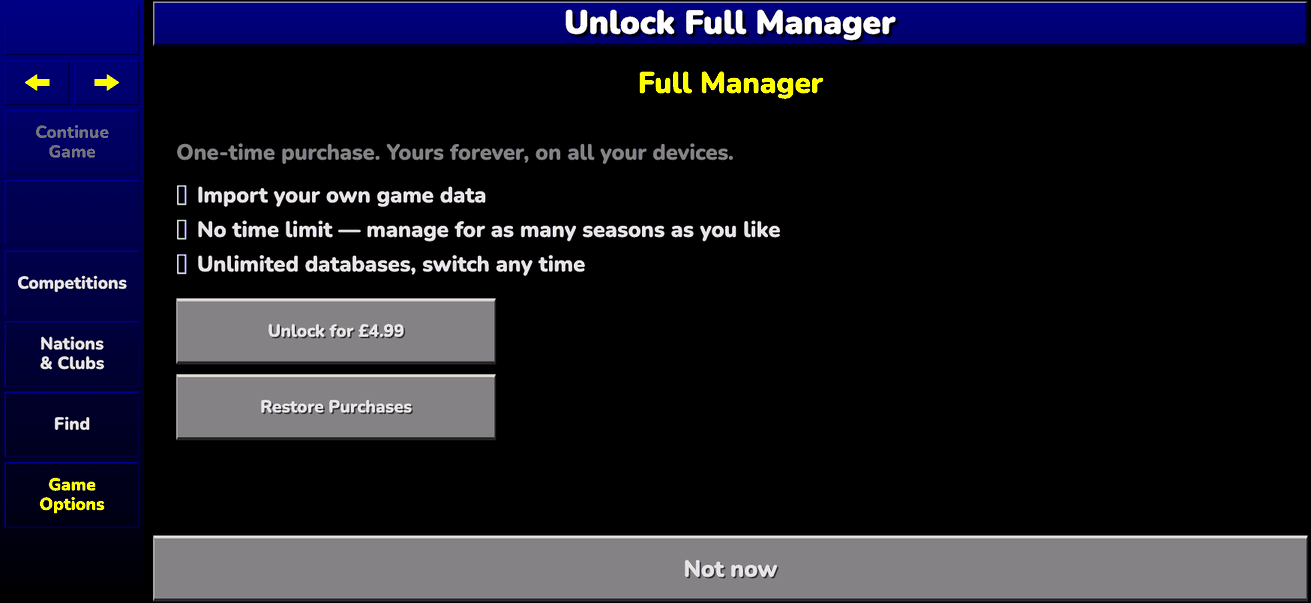 Unlock Full Manager
Full Manager
Continue
Game
One-time purchase. Yours forever, on all your devices.
Import your own game data
No time limit — manage for as many seasons as you like
Unlimited databases, switch any time
Competitions
Unlock for £4.99
Nations
& Clubs
Restore Purchases
Find
Game
Options
Not now